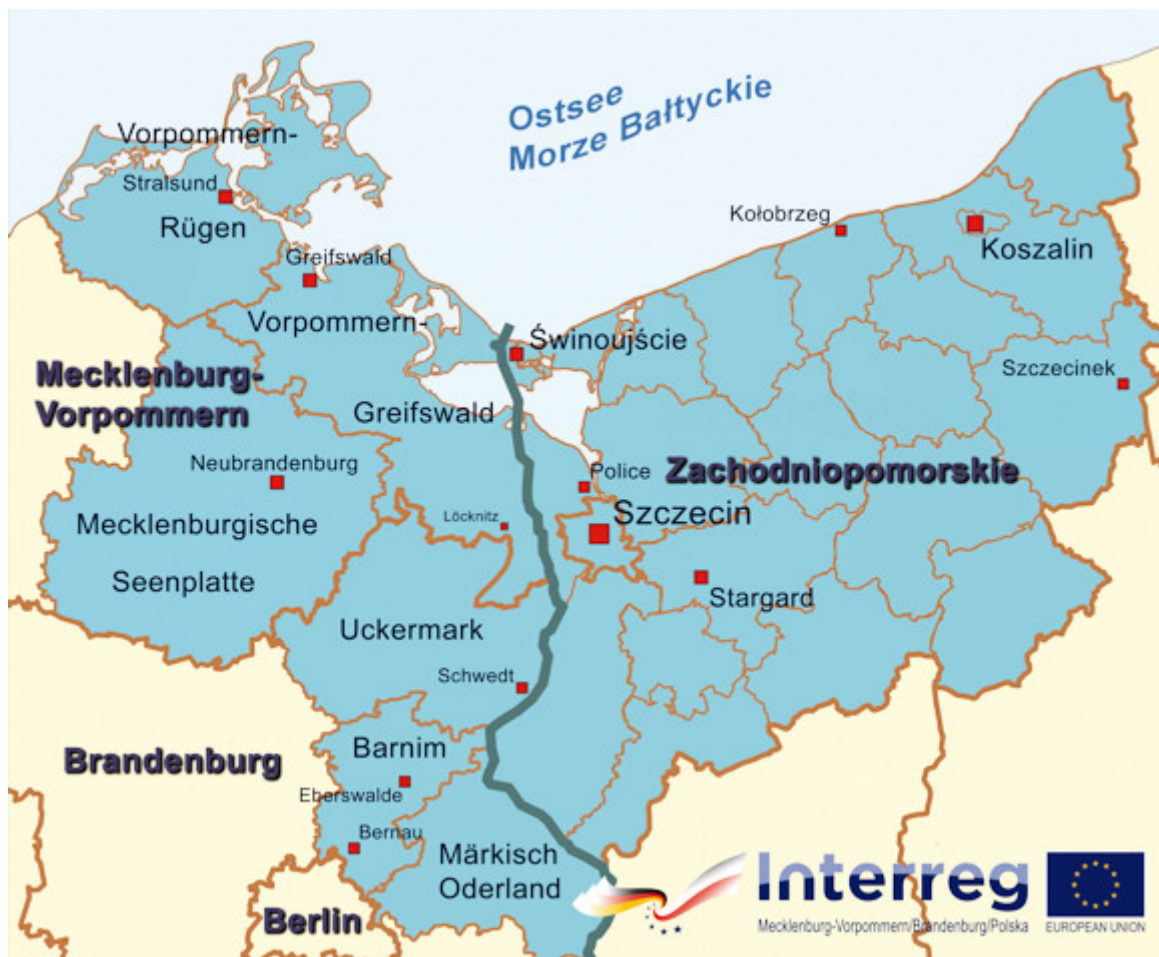 Ostsee
Morze Bałtyckie
Vorpommern-
Stralsund
Rügen
Kołobrzeg
Koszalin
Greifswald
Vorpommern-
Świnoujście
Mecklenburg-
Vorpommern
Szczecinek
Greifswald
Neubrandenburg
Police
Zachodniopomorskie
Szczecin
Mecklenburgische
Löcknitz
Seenplatte
Stargard
Uckermark
Schwedt
Brandenburg
Barnim
Eberswalde
Bernau
Märkisch
Oderland
Berlin
Interreg
Mecklenburg-Vorpommern/Brandenburg/Polska
EUROPEAN UNION